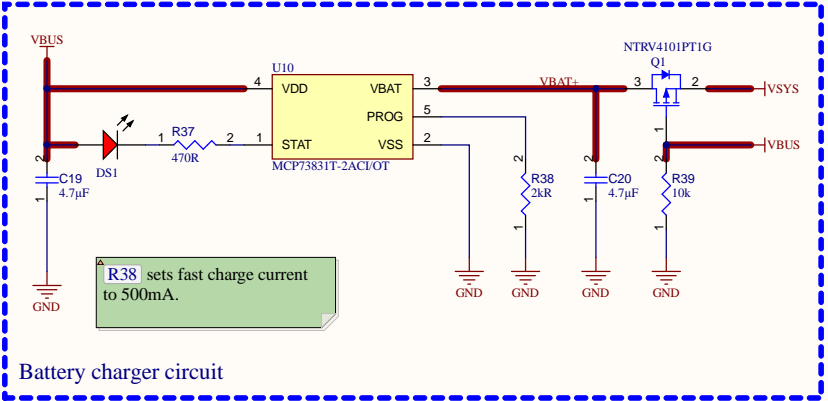 VBUS
NTRV4101PT1G
Q1
U10
4
VDD
VBAT
3
VBAT+
3
2
VSYS
PROG
5
1
R37
1
2
470R
1
STAT
VSS
2
VBUS
DS1
MCP73831T-2ACI/OT
2
C19
4.7µF
1
2
R38
2kR
1
2
C20
4.7µF
1
2
R39
10k
1
GND
GND
GND
GND
GND
R38 sets fast charge current
to 500mA.
Battery charger circuit